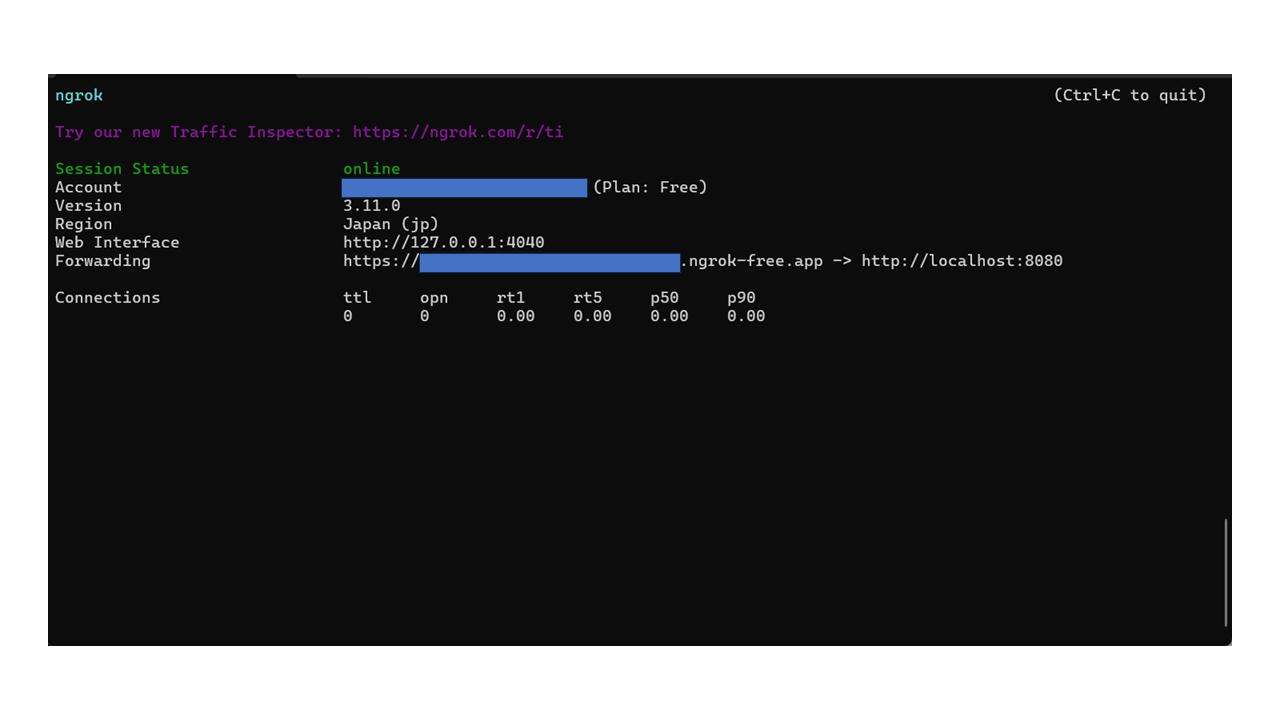 ngrok (Ctrl+C to quit)
Try our new Traffic Inspector: https://ngrok.com/r/ti
Session Status online
Account (Plan: Free)
Version 3.11.0
Region Japan (jp)
Web Interface http://127.0.0.1:4040
Forwarding https:// .ngrok-free.app -> http://localhost:8080
Connections ttl opn rt1 rt5 p50 p90
0 0 0.00 0.00 0.00 0.00